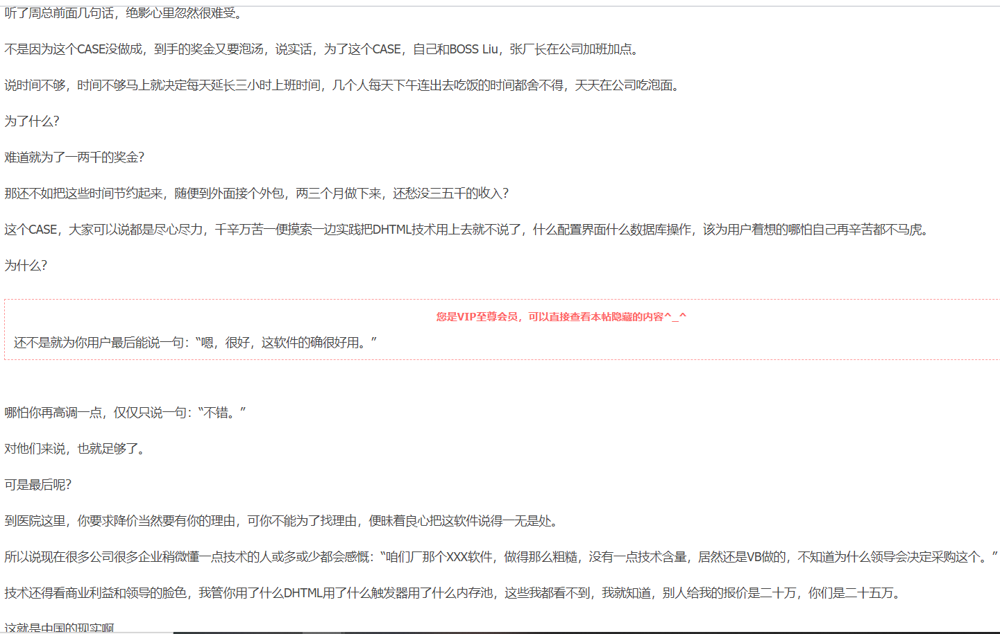 听了周总前面几句话，绝影心里忽然很难受。
不是因为这个CASE没做成，到手的奖金又要泡汤，说实话，为了这个CASE，自己和BOSS Liu，张厂长在公司加班加点。
说时间不够，时间不够马上就决定每天延长三小时上班时间，几个人每天下午连出去吃饭的时间都舍不得，天天在公司吃泡面。
为了什么？
难道就为了一两千的奖金？
那还不如把这些时间节约起来，随便到外面接个外包，两三个月做下来，还愁没三五千的收入？
这个CASE，大家可以说都是尽心尽力，千辛万苦一便摸索一边实践把DHTML技术用上去就不说了，什么配置界面什么数据库操作，该为用户着想的哪怕自己再辛苦都不马虎。
为什么？
您是VIP至尊会员，可以直接查看本帖隐藏的内容^_^
还不是就为你用户最后能说一句：“嗯，很好，这软件的确很好用。”
哪怕你再高调一点，仅仅只说一句：“不错。”
对他们来说，也就足够了。
可是最后呢？
到医院这里，你要求降价当然要有你的理由，可你不能为了找理由，便昧着良心把这软件说得一无是处。
所以说现在很多公司很多企业稍微懂一点技术的人或多或少都会感慨：“咱们厂那个XXX软件，做得那么粗糙，没有一点技术含量，居然还是VB做的，不知道为什么领导会决定采购这个。”
技术还得看商业利益和领导的脸色，我管你用了什么DHTML用了什么触发器用了什么内存池，这些我都看不到，我就知道，别人给我的报价是二十万，你们是二十五万。
这就是中国的现实啊